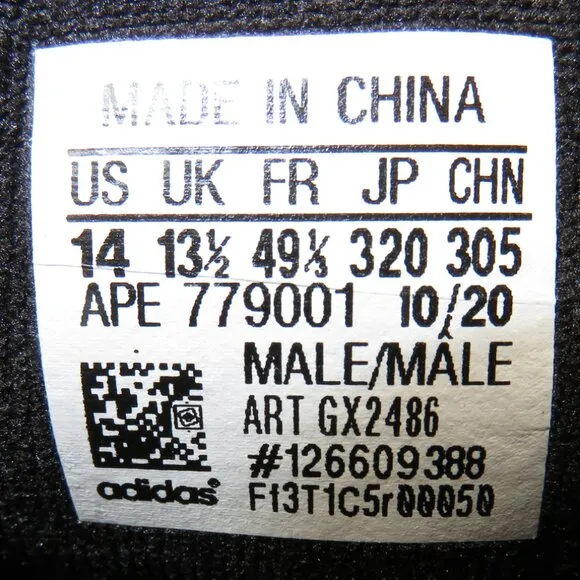 MADE IN CHINA
US UK FR JP CHN
14 13½ 49⅓ 320 305
APE 779001 10/20
MALE/MÂLE
ART GX2486
#126609388
adidas®
Ff3T1C5r00050